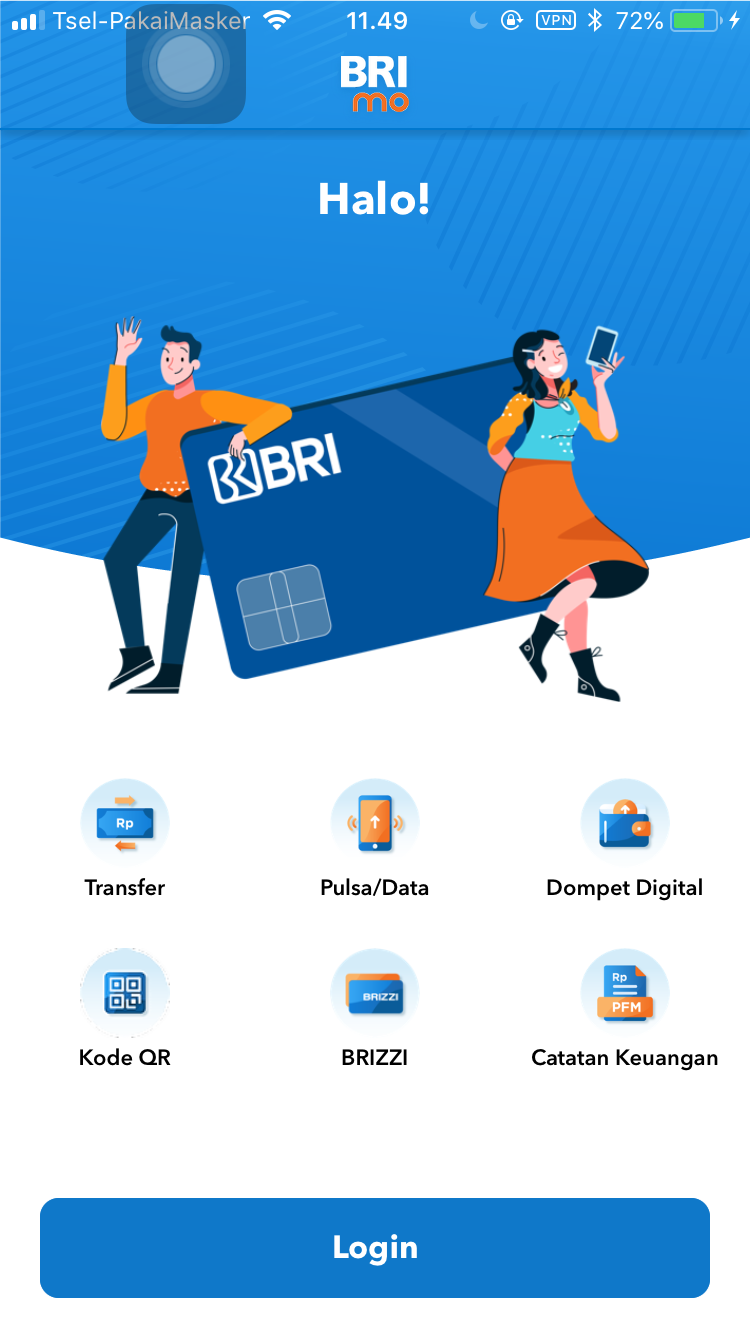 Tsel-PakaiMasker 11.49 VPN 72%
BRI
mo
Halo!
BRI
Rp
Transfer
Pulsa/Data
Dompet Digital
BRIZZI
Rp
PFM
Kode QR
BRIZZI
Catatan Keuangan
Login